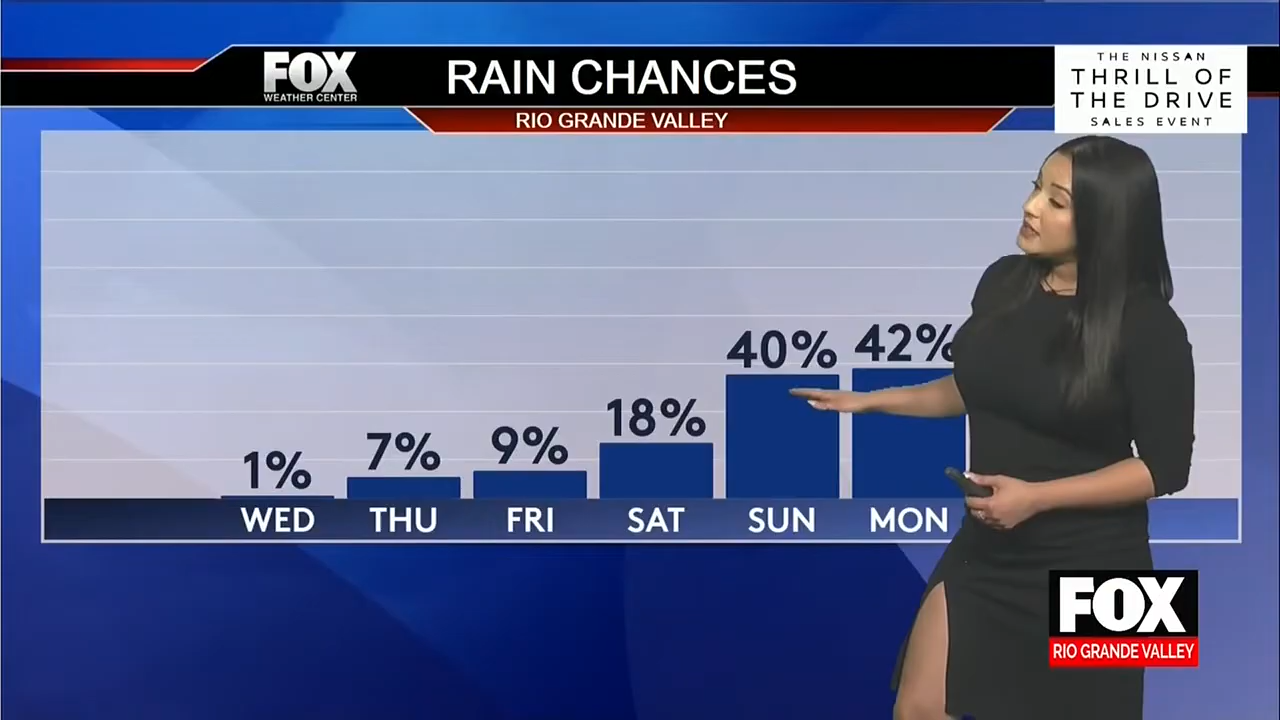 FOX
WEATHER CENTER
RAIN CHANCES
RIO GRANDE VALLEY
THE NISSAN
THRILL OF
THE DRIVE
SALES EVENT
1% 7% 9% 18% 40% 42%
WED THU FRI SAT SUN MON
FOX
RIO GRANDE VALLEY